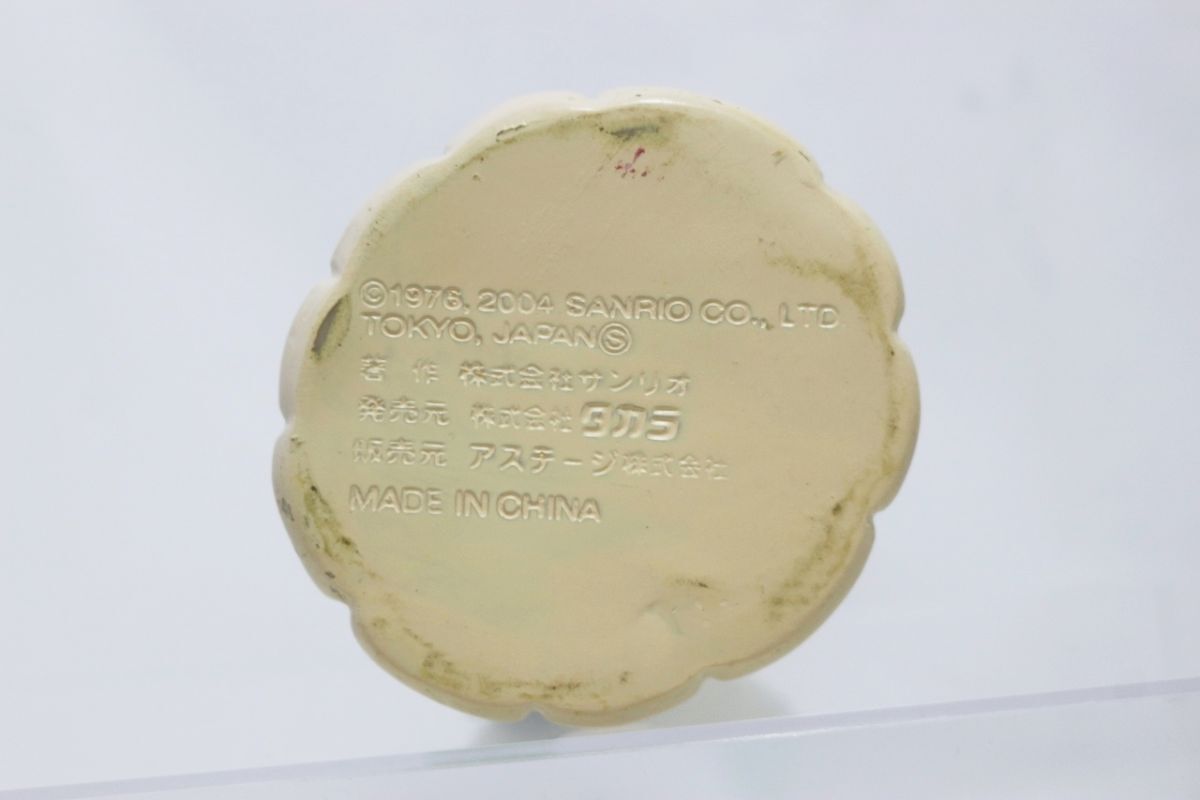 ©1976, 2004 SANRIO CO., LTD.
TOKYO, JAPANⓈ
著 作 株式会社サンリオ
発売元 株式会社タカラ
販売元 アステージ株式会社
MADE IN CHINA